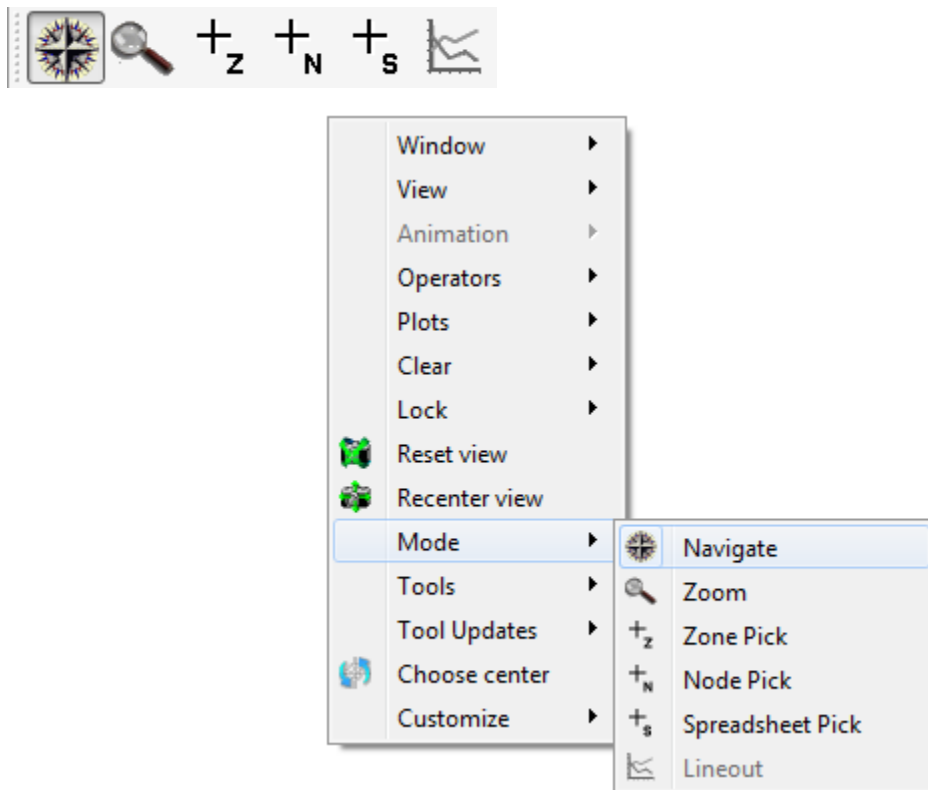 Z N S
Window
View
Animation
Operators
Plots
Clear
Lock
Reset view
Recenter view
Mode
Tools
Tool Updates
Choose center
Customize
Navigate
Zoom
Z Zone Pick
N Node Pick
S Spreadsheet Pick
Lineout